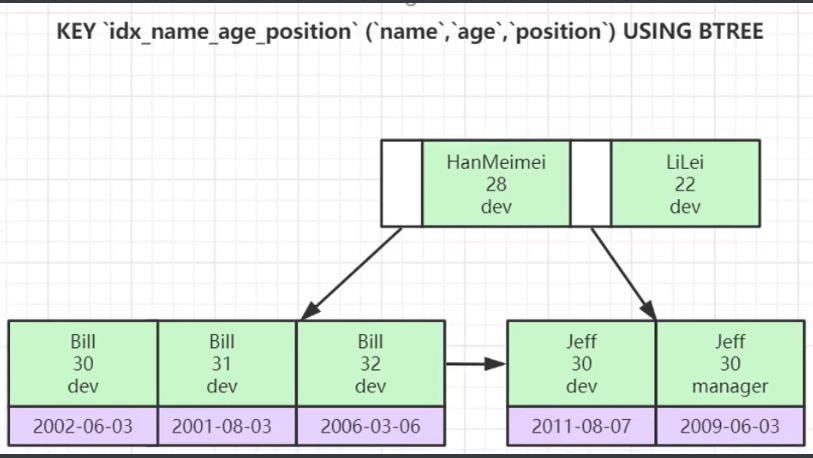 KEY `idx_name_age_position` (`name`,`age`,`position`) USING BTREE
HanMeimei
28
dev
LiLei
22
dev
Bill
30
dev
2002-06-03
Bill
31
dev
2001-08-03
Bill
32
dev
2006-03-06
Jeff
30
dev
2011-08-07
Jeff
30
manager
2009-06-03